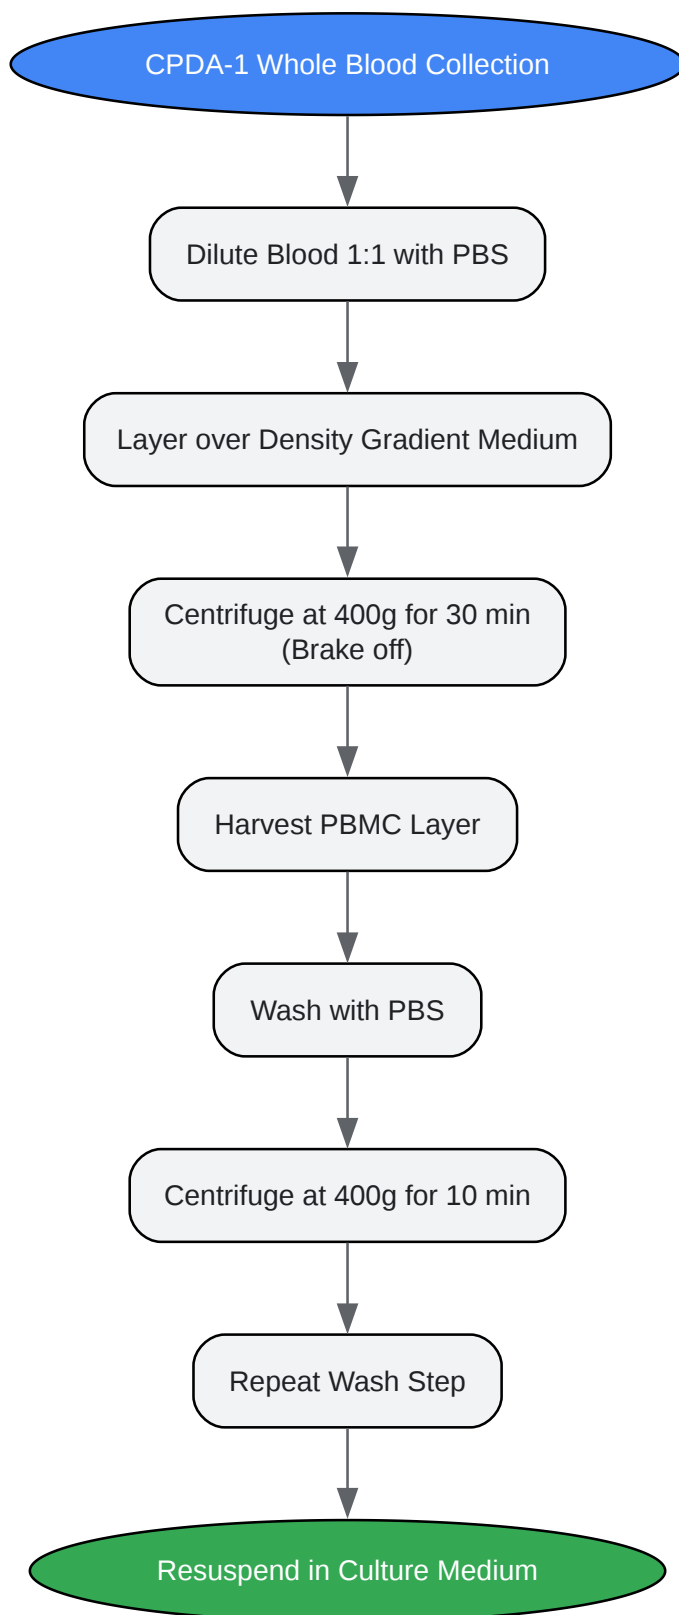 CPDA-1 Whole Blood Collection
Dilute Blood 1:1 with PBS
Layer over Density Gradient Medium
Centrifuge at 400g for 30 min
(Brake off)
Harvest PBMC Layer
Wash with PBS
Centrifuge at 400g for 10 min
Repeat Wash Step
Resuspend in Culture Medium